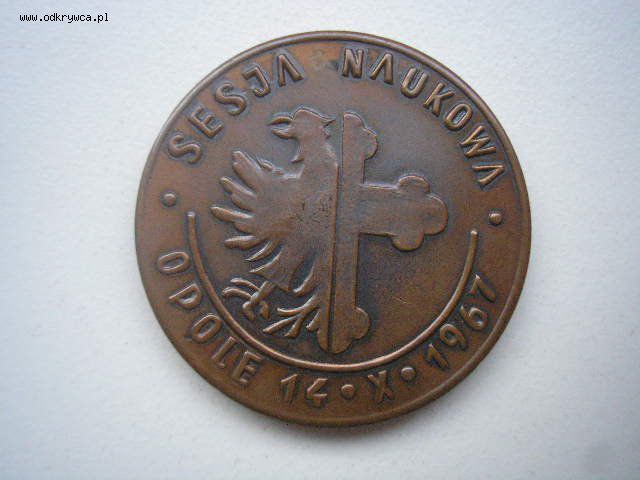 www.odkrywca.pl
SESJA NAUKOWA
OPOLE 14 • X • 1967